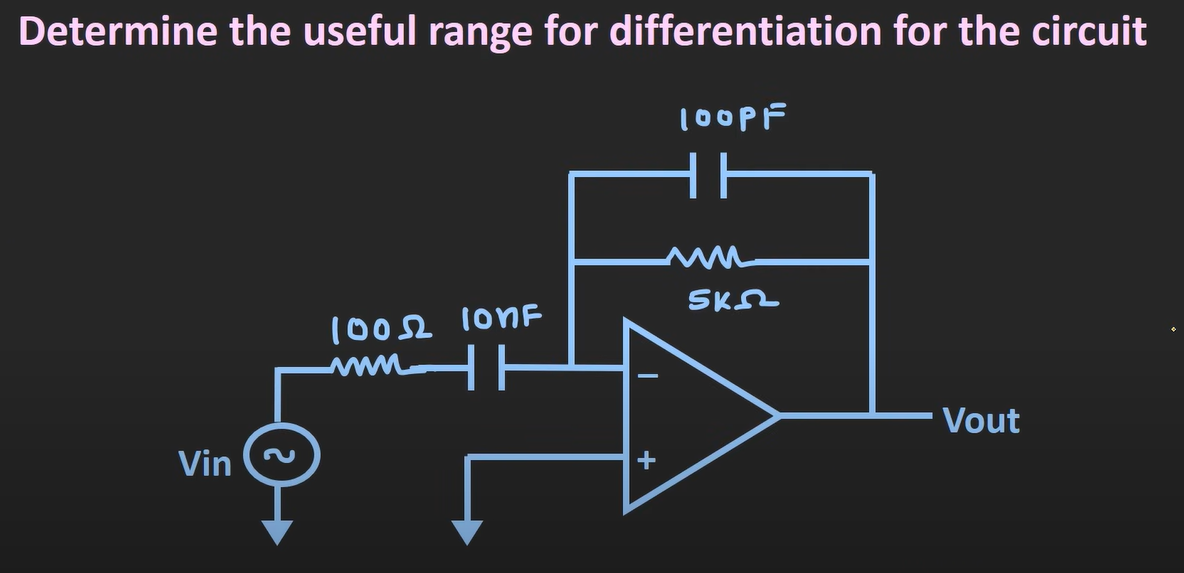 Determine the useful range for differentiation for the circuit
100PF
5KΩ
100Ω 10nF
−
Vout
Vin
+